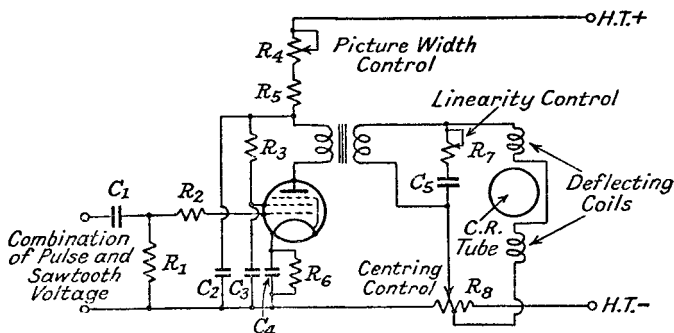 H.T.+
R4
Picture Width
Control
R5
Linearity Control
R3
R7
C5
C1
R2
Deflecting
Coils
C.R.
Tube
Combination
of Pulse and
Sawtooth
Voltage
R1
C2
C3
R6
C4
Centring
Control
R8
H.T.-